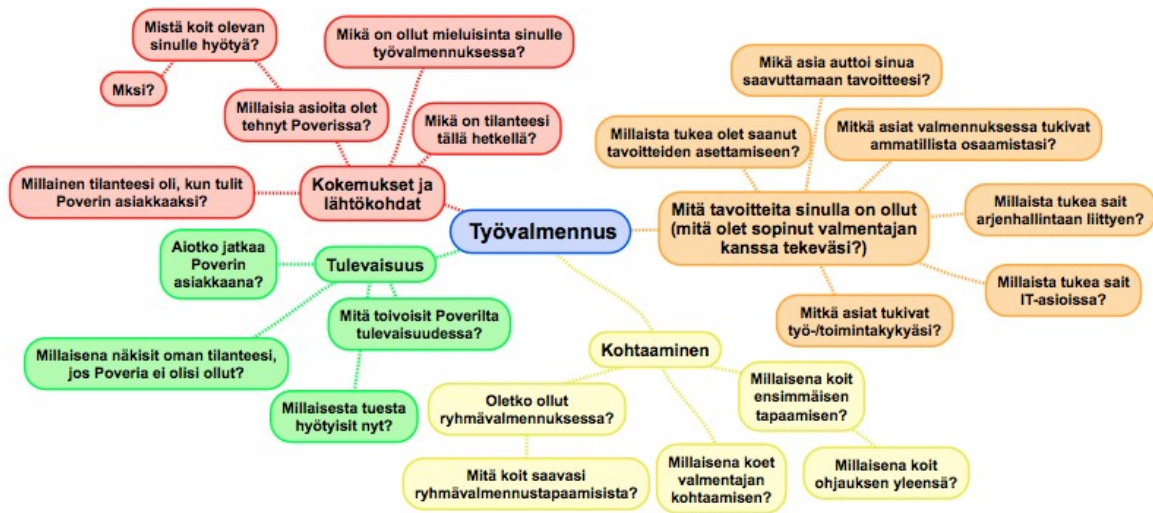 Mistä koit olevan
sinulle hyötyä?
Mksi?
Millaisia asioita olet
tehnyt Poverissa?
Mikä on ollut mieluisinta sinulle
työvalmennuksessa?
Mikä on tilanteesi
tällä hetkellä?
Millainen tilanteesi oli, kun tulit
Poverin asiakkaaksi?
Kokemukset ja
lähtökohdat
Työvalmennus
Mikä asia auttoi sinua
saavuttamaan tavoitteesi?
Millaista tukea olet saanut
tavoitteiden asettamiseen?
Mitkä asiat valmennuksessa tukivat
ammatillista osaamistasi?
Mitä tavoitteita sinulla on ollut
(mitä olet sopinut valmentajan
kanssa tekeväsi?)
Millaista tukea sait
arjenhallintaan liittyen?
Millaista tukea sait
IT-asioissa?
Mitkä asiat tukivat
työ-/toimintakykyäsi?
Aiotko jatkaa
Poverin
asiakkaana?
Tulevaisuus
Mitä toivoisit Poverilta
tulevaisuudessa?
Millaisena näkisit oman tilanteesi,
jos Poveria ei olisi ollut?
Millaisesta tuesta
hyötyisit nyt?
Kohtaaminen
Oletko ollut
ryhmävalmennuksessa?
Mitä koit saavasi
ryhmävalmennustapaamisista?
Millaisena koet
valmentajan
kohtaamisen?
Millaisena koit
ensimmäisen
tapaamisen?
Millaisena koit
ohjauksen yleensä?